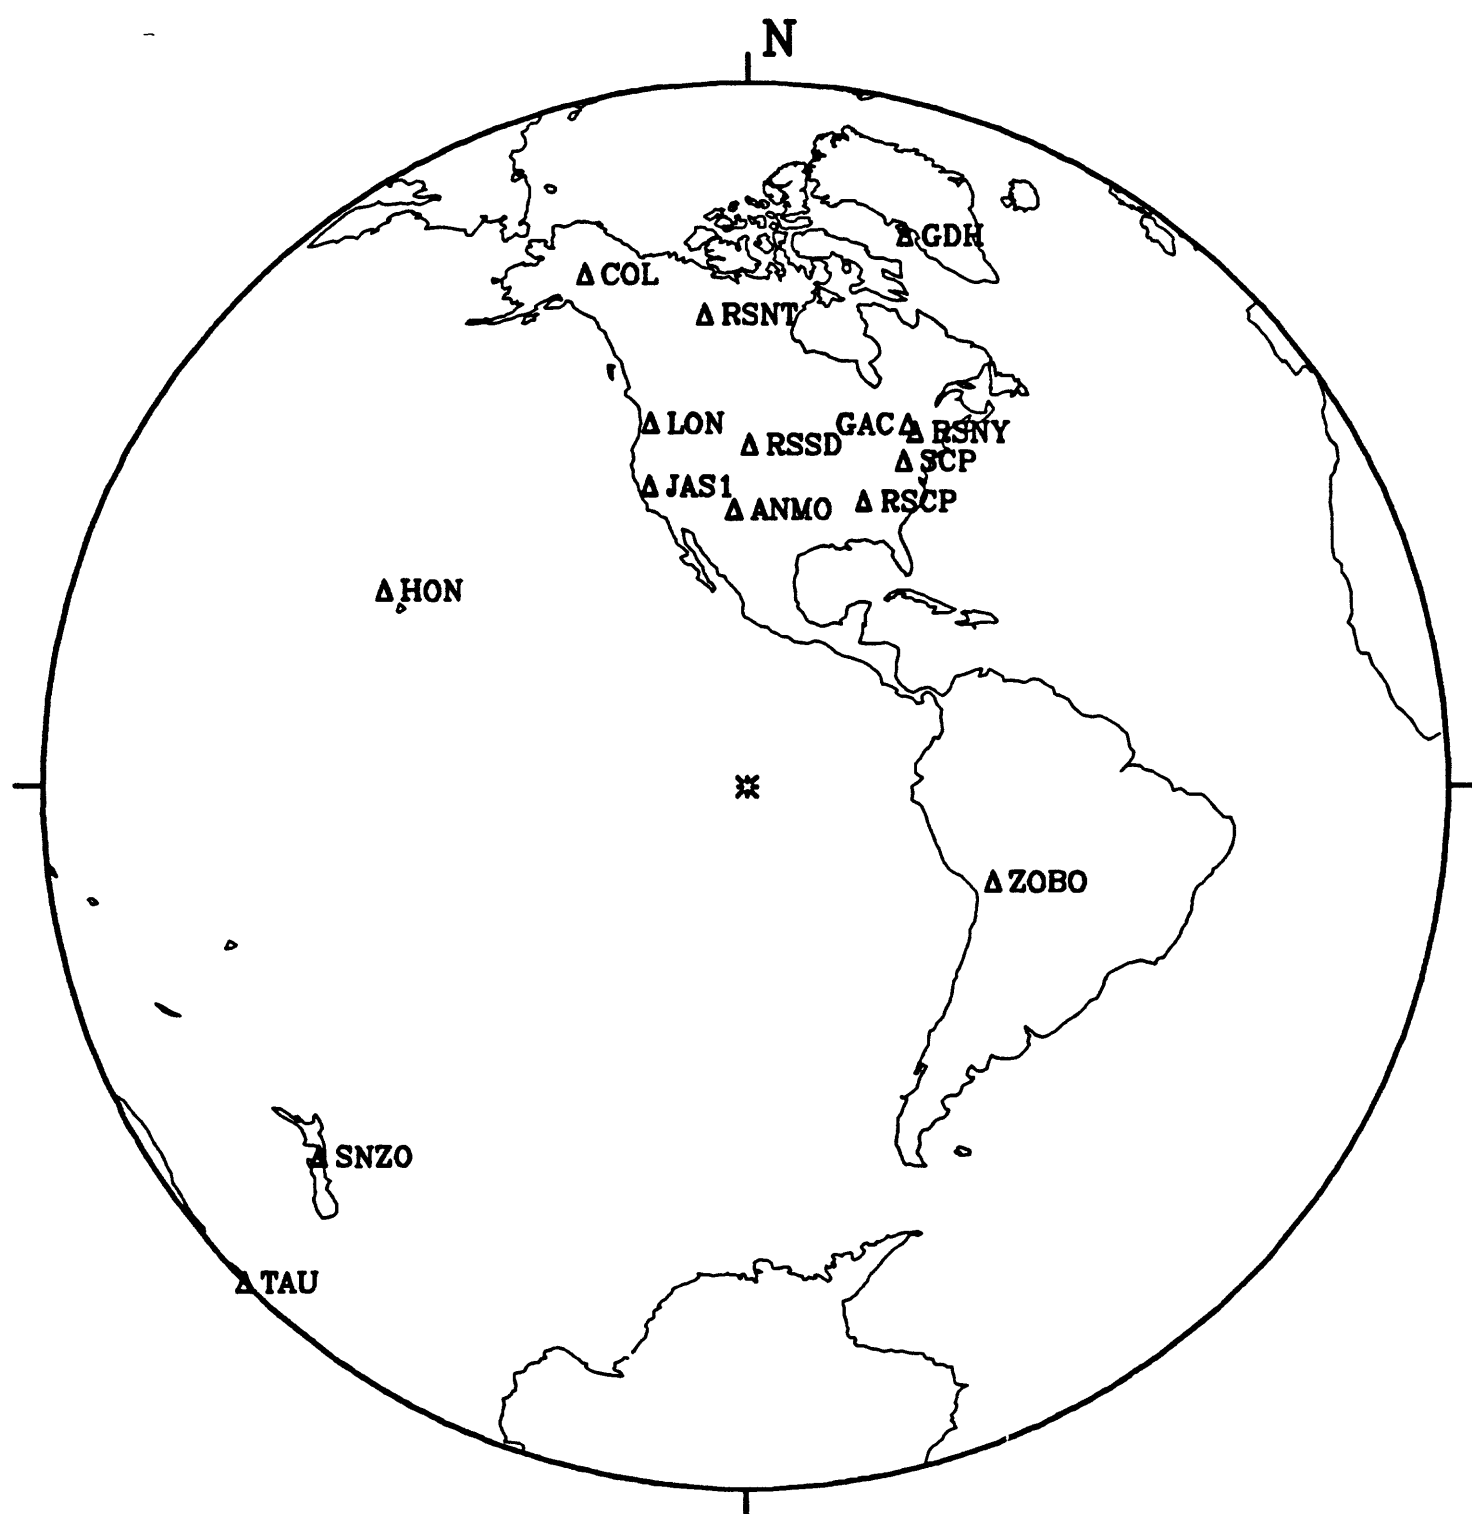 N
GDH
COL
RSNT
LON
GAC
RSNY
RSSD
SCP
JAS1
ANMO
RSCP
HON
ZOBO
SNZO
TAU